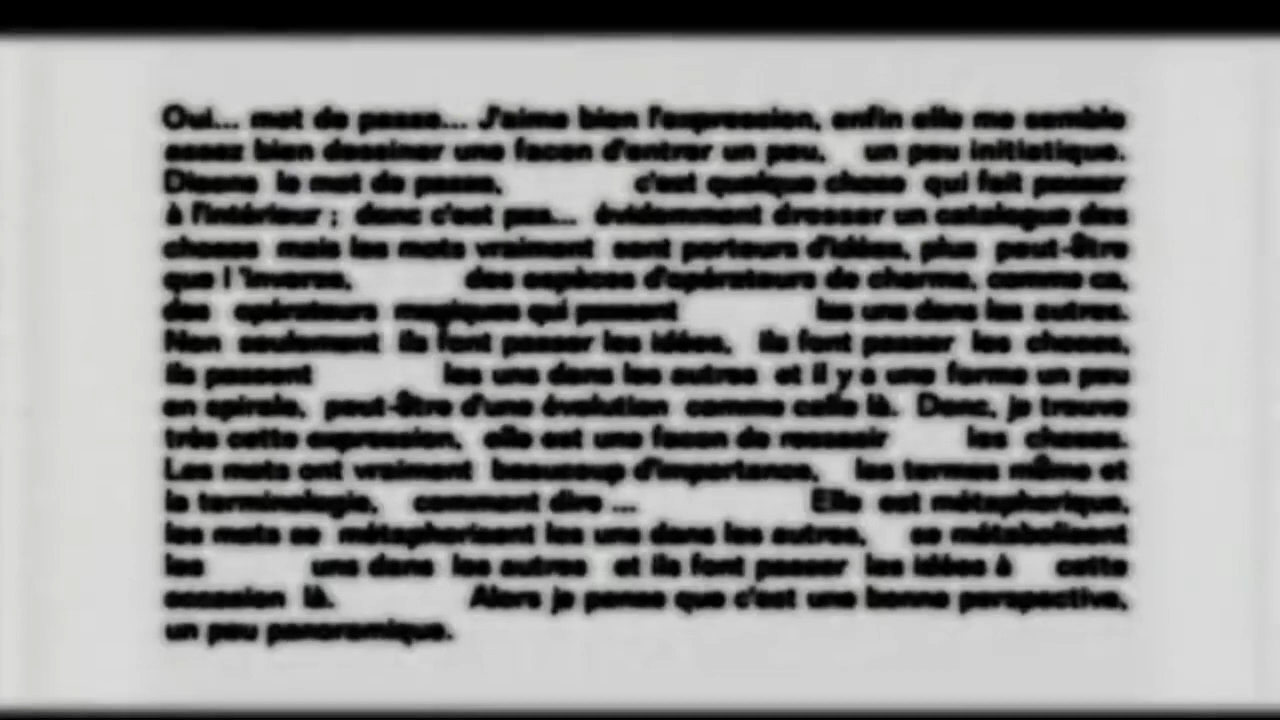 Oui... mot de passe... J'aime bien l'expression, enfin elle me semble
assez bien dessiner une facon d'entrer un peu, un peu initiatique.
Disons le mot de passe, c'est quelque chose qui fait passer
à l'intérieur ; donc c'est pas... évidemment dresser un catalogue des
choses mais les mots vraiment sont porteurs d'idées, plus peut-être
que l 'inverse, des espèces d'opérateurs de charme, comme ca,
des opérateurs magiques qui passent les uns dans les autres.
Non seulement ils font passer les idées, ils font passer les choses,
ils passent les uns dans les autres et il y a une forme un peu
en spirale, peut-être d'une évolution comme celle là. Donc, je trouve
très cette expression, elle est une facon de ressasir les choses.
Les mots ont vraiment beaucoup d'importance, les termes même et
la terminologie, comment dire ... Elle est métaphorique,
les mots se métaphorisent les uns dans les autres, se métabolisent
les uns dans les autres et ils font passer les idées à cette
occasion là. Alors je pense que c'est une bonne perspective,
un peu panoramique.